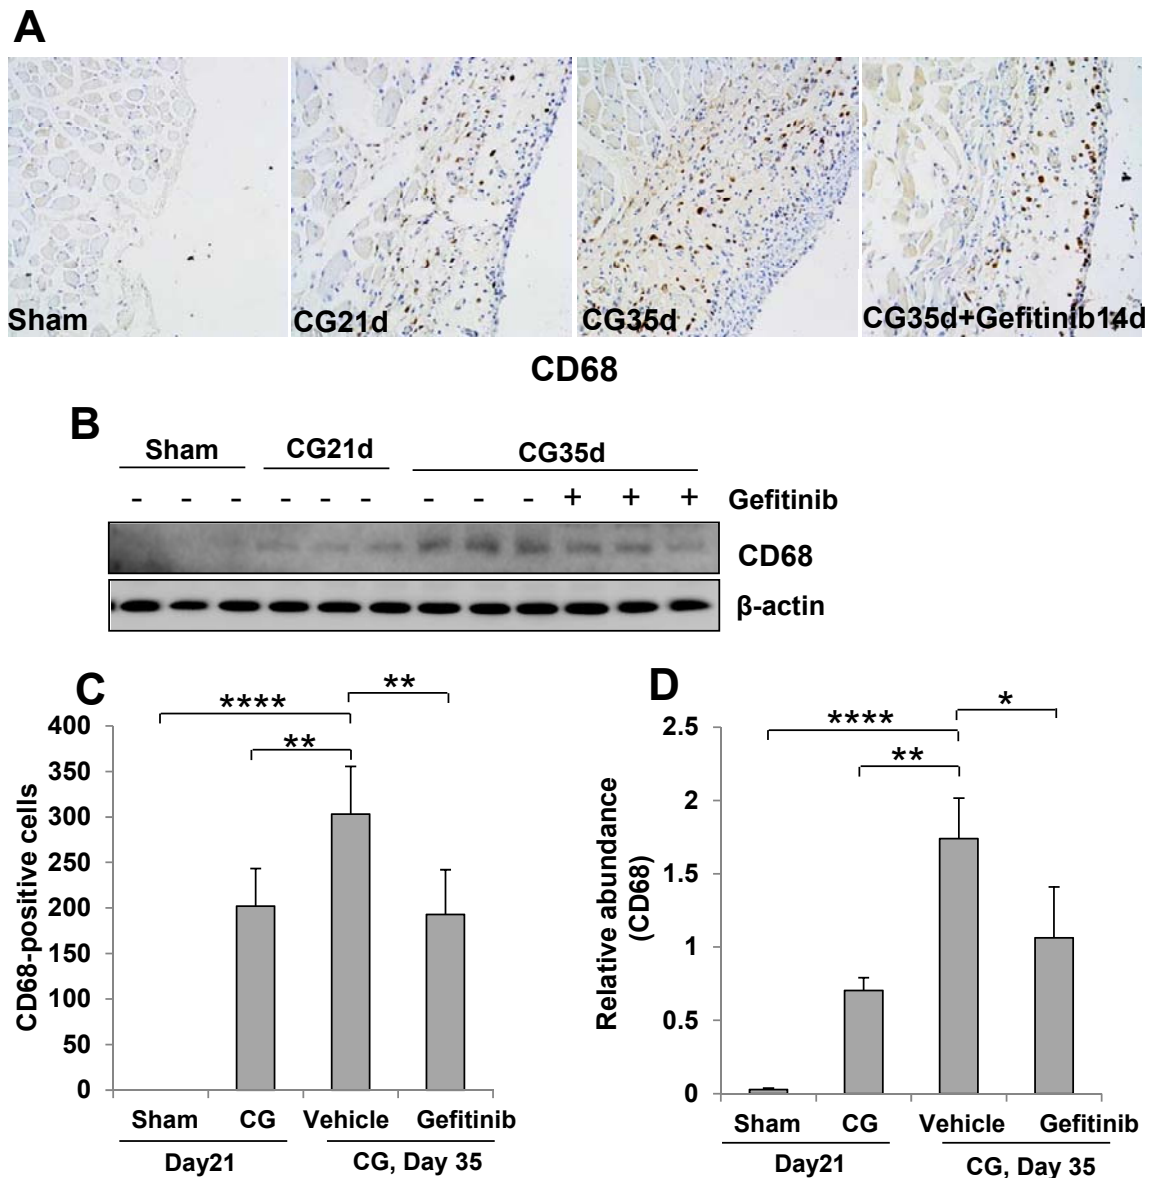 A
Sham
CG21d
CG35d
CG35d+Gefitinib14d
CD68
B
Sham CG21d CG35d
- - - - - - - - - + + + Gefitinib
CD68
β-actin
C
**** **
**
400
350
300
250
200
150
100
50
0
CD68-positive cells
Sham CG Vehicle Gefitinib
Day21 CG, Day 35
D
**** *
**
2.5
2
1.5
1
0.5
0
Relative abundance
(CD68)
Sham CG Vehicle Gefitinib
Day21 CG, Day 35